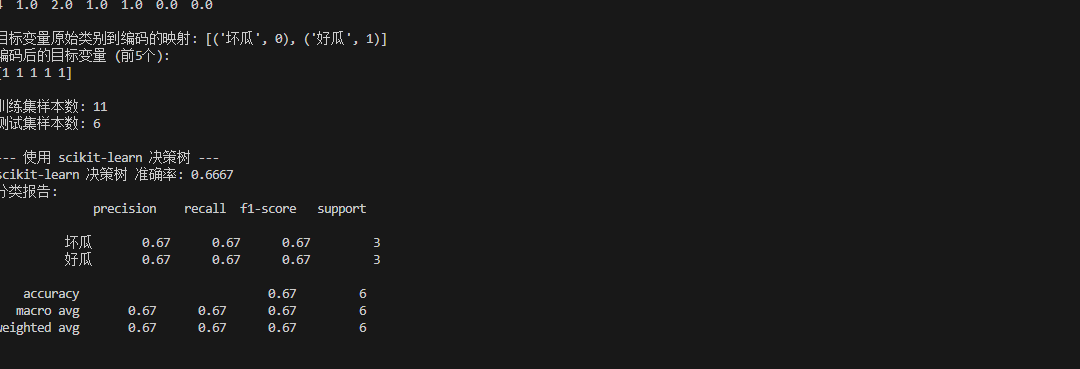 1.0 2.0 1.0 1.0 0.0 0.0
目标变量原始类别到编码的映射: [('坏瓜', 0), ('好瓜', 1)]
编码后的目标变量 (前5个):
[1 1 1 1 1]
训练集样本数: 11
测试集样本数: 6
--- 使用 scikit-learn 决策树 ---
scikit-learn 决策树 准确率: 0.6667
分类报告:
precision recall f1-score support
坏瓜 0.67 0.67 0.67 3
好瓜 0.67 0.67 0.67 3
accuracy 0.67 6
macro avg 0.67 0.67 0.67 6
weighted avg 0.67 0.67 0.67 6